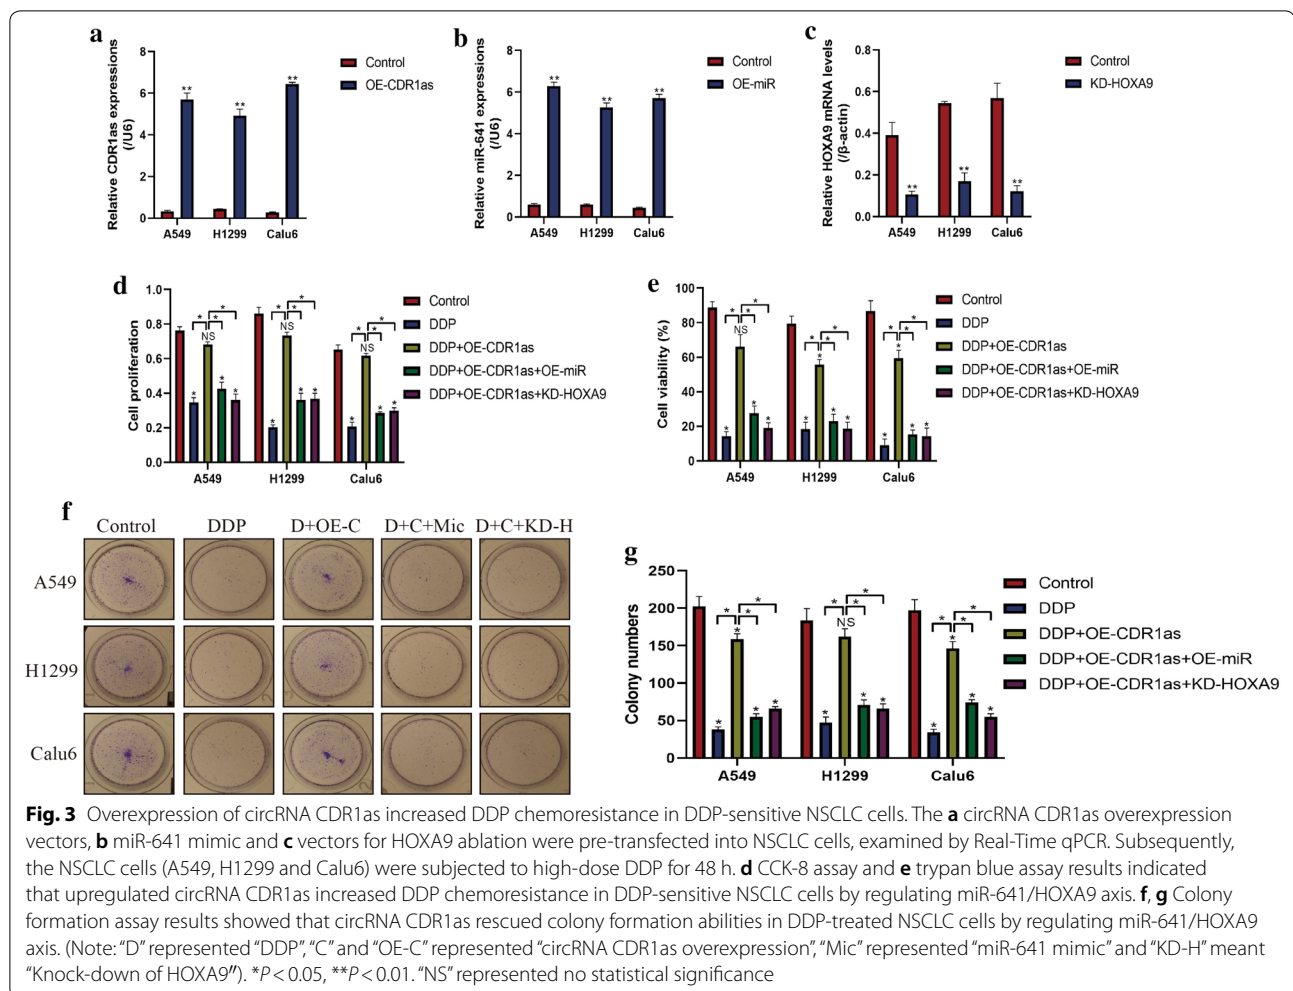 a
Relative CDR1as expressions
(/U6)
8
6
4
2
0
**
**
**
A549
H1299
Calu6
Control
OE-CDR1as
b
Relative miR-641 expressions
(/U6)
8
6
4
2
0
**
**
**
A549
H1299
Calu6
Control
OE-miR
c
Relative HOXA9 mRNA levels
(/β-actin)
0.8
0.6
0.4
0.2
0.0
**
**
**
A549
H1299
Calu6
Control
KD-HOXA9
d
Cell proliferation
1.0
0.8
0.6
0.4
0.2
0.0
* * *
NS
* * *
* * *
NS
* * *
* * *
NS
* * *
A549
H1299
Calu6
Control
DDP
DDP+OE-CDR1as
DDP+OE-CDR1as+OE-miR
DDP+OE-CDR1as+KD-HOXA9
e
Cell viability (%)
100
80
60
40
20
0
* * *
NS
* * *
* * *
*
* * *
* * *
*
* * *
A549
H1299
Calu6
Control
DDP
DDP+OE-CDR1as
DDP+OE-CDR1as+OE-miR
DDP+OE-CDR1as+KD-HOXA9
f
Control DDP D+OE-C D+C+Mic D+C+KD-H
A549
H1299
Calu6
g
Colony numbers
250
200
150
100
50
0
* * *
*
* * *
* * *
NS
* * *
* * *
*
* * *
A549
H1299
Calu6
Control
DDP
DDP+OE-CDR1as
DDP+OE-CDR1as+OE-miR
DDP+OE-CDR1as+KD-HOXA9
Fig. 3 Overexpression of circRNA CDR1as increased DDP chemoresistance in DDP-sensitive NSCLC cells. The a circRNA CDR1as overexpression
vectors, b miR-641 mimic and c vectors for HOXA9 ablation were pre-transfected into NSCLC cells, examined by Real-Time qPCR. Subsequently,
the NSCLC cells (A549, H1299 and Calu6) were subjected to high-dose DDP for 48 h. d CCK-8 assay and e trypan blue assay results indicated
that upregulated circRNA CDR1as increased DDP chemoresistance in DDP-sensitive NSCLC cells by regulating miR-641/HOXA9 axis. f, g Colony
formation assay results showed that circRNA CDR1as rescued colony formation abilities in DDP-treated NSCLC cells by regulating miR-641/HOXA9
axis. (Note: “D” represented “DDP”, “C” and “OE-C” represented “circRNA CDR1as overexpression”, “Mic” represented “miR-641 mimic” and “KD-H” meant
“Knock-down of HOXA9″). *P < 0.05, **P < 0.01. “NS” represented no statistical significance